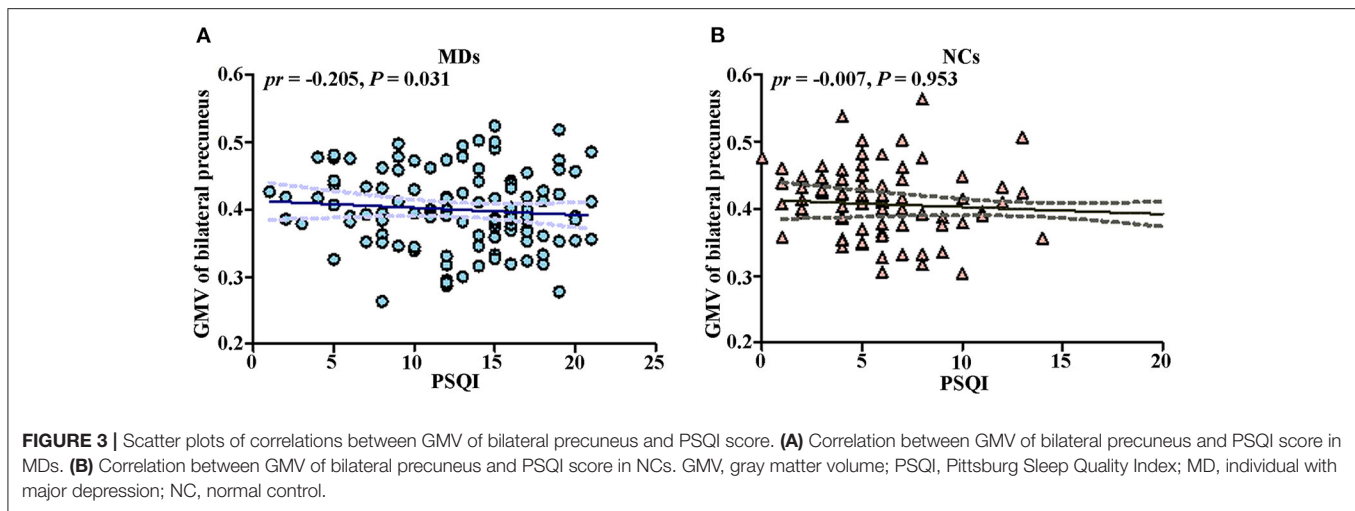 A
MDs
pr = -0.205, P = 0.031
GMV of bilateral precuneus
0.6
0.5
0.4
0.3
0.2
0 5 10 15 20 25
PSQI
B
NCs
pr = -0.007, P = 0.953
GMV of bilateral precuneus
0.6
0.5
0.4
0.3
0.2
0 5 10 15 20
PSQI
FIGURE 3 | Scatter plots of correlations between GMV of bilateral precuneus and PSQI score. (A) Correlation between GMV of bilateral precuneus and PSQI score in
MDs. (B) Correlation between GMV of bilateral precuneus and PSQI score in NCs. GMV, gray matter volume; PSQI, Pittsburg Sleep Quality Index; MD, individual with
major depression; NC, normal control.